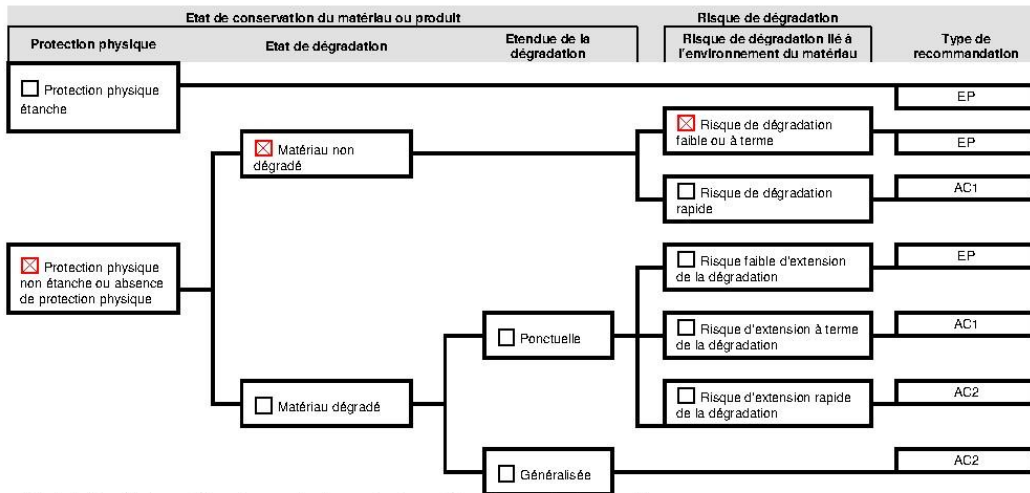 Etat de conservation du matériau ou produit
Risque de dégradation
Protection physique
Etat de dégradation
Etendue de la
dégradation
Risque de dégradation lié à
l'environnement du matériau
Type de
recommandation
Protection physique
étanche
EP
Matériau non
dégradé
Risque de dégradation
faible ou à terme
EP
Risque de dégradation
rapide
AC1
Protection physique
non étanche ou absence
de protection physique
Risque faible d'extension
de la dégradation
EP
Ponctuelle
Risque d'extension à terme
de la dégradation
AC1
Matériau dégradé
Risque d'extension rapide
de la dégradation
AC2
Généralisée
AC2